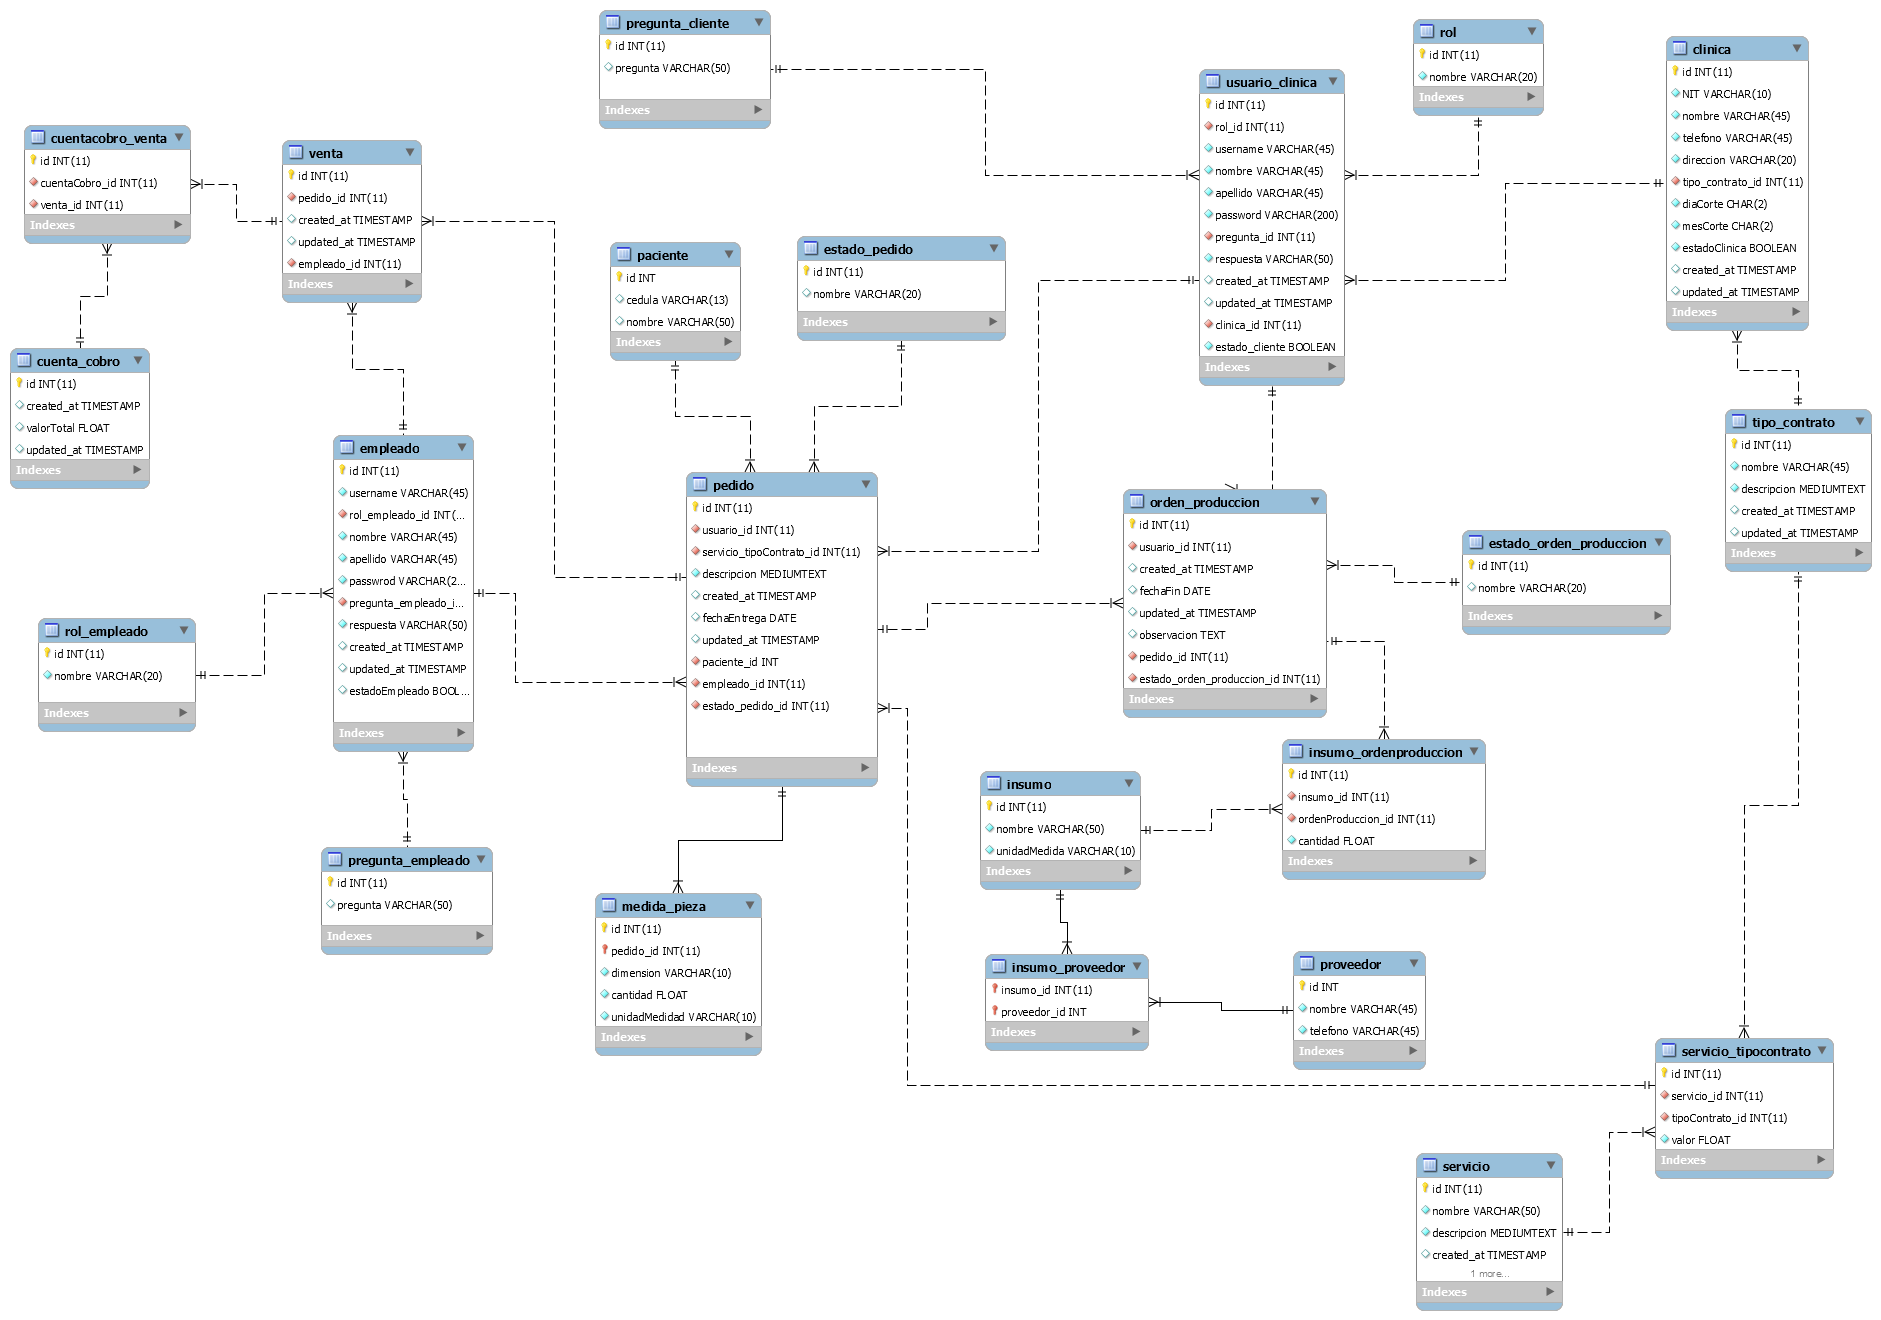 pregunta_cliente
id INT(11)
pregunta VARCHAR(50)
Indexes
rol
id INT(11)
nombre VARCHAR(20)
Indexes
clinica
id INT(11)
NIT VARCHAR(10)
nombre VARCHAR(45)
telefono VARCHAR(45)
direccion VARCHAR(20)
tipo_contrato_id INT(11)
diaCorte CHAR(2)
mesCorte CHAR(2)
estadoClinica BOOLEAN
created_at TIMESTAMP
updated_at TIMESTAMP
Indexes
usuario_clinica
id INT(11)
rol_id INT(11)
username VARCHAR(45)
nombre VARCHAR(45)
apellido VARCHAR(45)
password VARCHAR(200)
pregunta_id INT(11)
respuesta VARCHAR(50)
created_at TIMESTAMP
updated_at TIMESTAMP
clinica_id INT(11)
estado_cliente BOOLEAN
Indexes
cuentacobro_venta
id INT(11)
cuentaCobro_id INT(11)
venta_id INT(11)
Indexes
venta
id INT(11)
pedido_id INT(11)
created_at TIMESTAMP
updated_at TIMESTAMP
empleado_id INT(11)
Indexes
paciente
id INT
cedula VARCHAR(13)
nombre VARCHAR(50)
Indexes
estado_pedido
id INT(11)
nombre VARCHAR(20)
Indexes
cuenta_cobro
id INT(11)
created_at TIMESTAMP
valorTotal FLOAT
updated_at TIMESTAMP
Indexes
empleado
id INT(11)
username VARCHAR(45)
rol_empleado_id INT(...
nombre VARCHAR(45)
apellido VARCHAR(45)
passwrod VARCHAR(2...
pregunta_empleado_i...
respuesta VARCHAR(50)
created_at TIMESTAMP
updated_at TIMESTAMP
estadoEmpleado BOOL...
Indexes
pedido
id INT(11)
usuario_id INT(11)
servicio_tipoContrato_id INT(11)
descripcion MEDIUMTEXT
created_at TIMESTAMP
fechaEntrega DATE
updated_at TIMESTAMP
paciente_id INT
empleado_id INT(11)
estado_pedido_id INT(11)
Indexes
orden_produccion
id INT(11)
usuario_id INT(11)
created_at TIMESTAMP
fechaFin DATE
updated_at TIMESTAMP
observacion TEXT
pedido_id INT(11)
estado_orden_produccion_id INT(11)
Indexes
tipo_contrato
id INT(11)
nombre VARCHAR(45)
descripcion MEDIUMTEXT
created_at TIMESTAMP
updated_at TIMESTAMP
Indexes
estado_orden_produccion
id INT(11)
nombre VARCHAR(20)
Indexes
rol_empleado
id INT(11)
nombre VARCHAR(20)
Indexes
insumo_ordenproduccion
id INT(11)
insumo_id INT(11)
ordenProduccion_id INT(11)
cantidad FLOAT
Indexes
insumo
id INT(11)
nombre VARCHAR(50)
unidadMedida VARCHAR(10)
Indexes
pregunta_empleado
id INT(11)
pregunta VARCHAR(50)
Indexes
medida_pieza
id INT(11)
pedido_id INT(11)
dimension VARCHAR(10)
cantidad FLOAT
unidadMedidad VARCHAR(10)
Indexes
insumo_proveedor
insumo_id INT(11)
proveedor_id INT
Indexes
proveedor
id INT
nombre VARCHAR(45)
telefono VARCHAR(45)
Indexes
servicio_tipocontrato
id INT(11)
servicio_id INT(11)
tipoContrato_id INT(11)
valor FLOAT
Indexes
servicio
id INT(11)
nombre VARCHAR(50)
descripcion MEDIUMTEXT
created_at TIMESTAMP
1 more...
Indexes